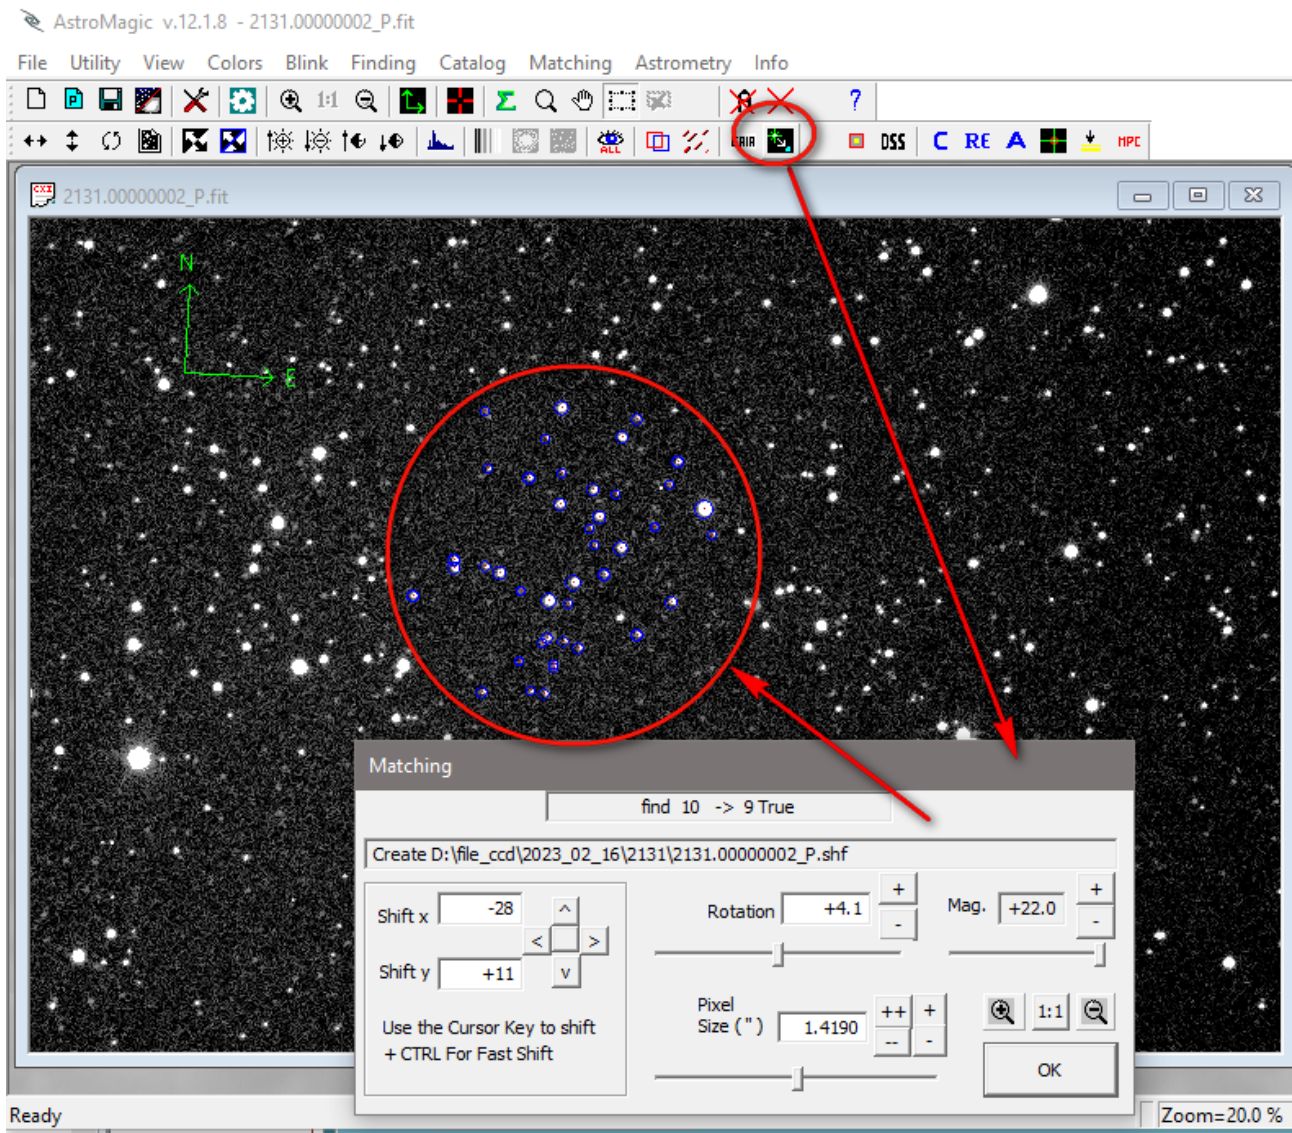 AstroMagic v.12.1.8 - 2131.00000002_P.fit
File Utility View Colors Blink Finding Catalog Matching Astrometry Info
P 1:1 Σ ?
ALL DSS C RE A MPC
CXI 2131.00000002_P.fit
N
E
Matching
find 10 -> 9 True
Create D:\file_ccd\2023_02_16\2131\2131.00000002_P.shf
Shift x -28 ^ Rotation +4.1 + - Mag. +22.0 + -
< >
Shift y +11 v
Pixel
Size ( " ) 1.4190 ++ + -- - 1:1
Use the Cursor Key to shift
+ CTRL For Fast Shift
OK
Ready Zoom=20.0 %